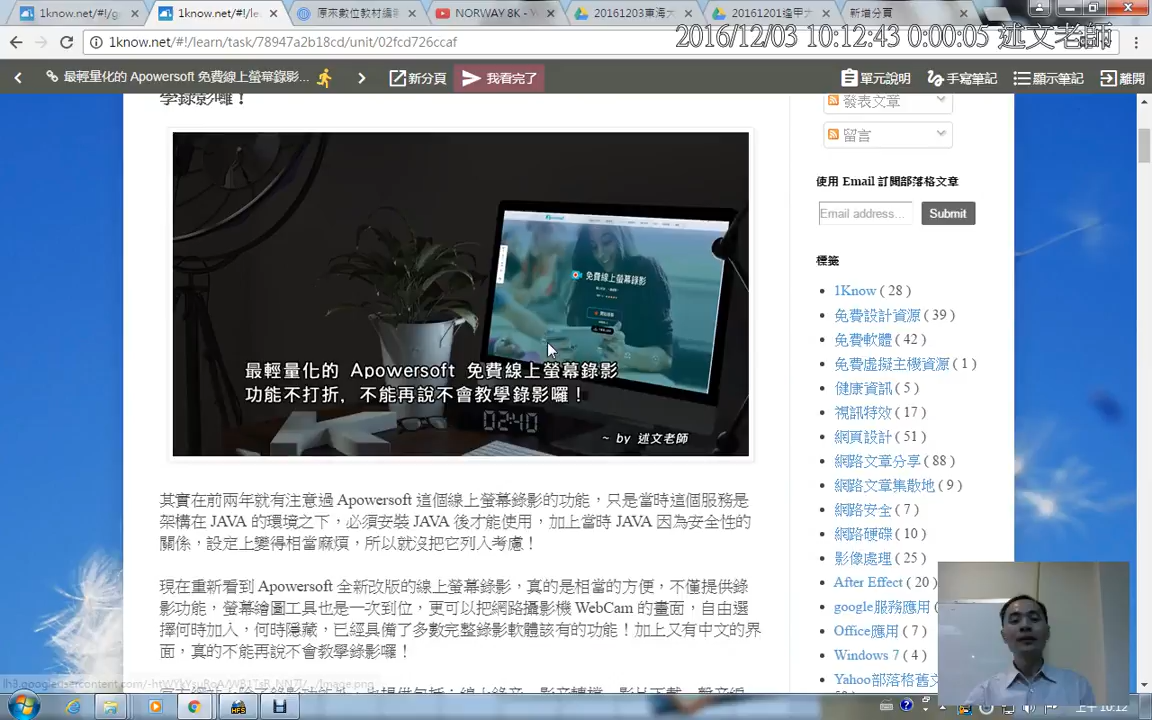 1know.net/#!/g
1know.net/#!/le
原來數位教材編
NORWAY 8K -
20161203東海大
20161201逢甲大
新增分頁
1know.net/#!/learn/task/78947a2b18cd/unit/02fcd726ccaf
2016/12/03 10:12:43 0:00:05 述文老師
最輕量化的 Apowersoft 免費線上螢幕錄影...
新分頁
我看完了
單元說明
手寫筆記
顯示筆記
離開
學錄影囉！
發表文章
留言
使用 Email 訂閱部落格文章
Email address...
Submit
標籤
1Know ( 28 )
免費設計資源 ( 39 )
免費軟體 ( 42 )
免費虛擬主機資源 ( 1 )
健康資訊 ( 5 )
視訊特效 ( 17 )
網頁設計 ( 51 )
網路文章分享 ( 88 )
網路文章集散地 ( 9 )
網路安全 ( 7 )
網路硬碟 ( 10 )
影像處理 ( 25 )
After Effect ( 20 )
google服務應用
Office應用 ( 7 )
Windows 7 ( 4 )
Yahoo部落格舊文
免費線上螢幕錄影
最輕量化的 Apowersoft 免費線上螢幕錄影
功能不打折，不能再說不會教學錄影囉！
02:40
~ by 述文老師
其實在前兩年就有注意過 Apowersoft 這個線上螢幕錄影的功能，只是當時這個服務是
架構在 JAVA 的環境之下，必須安裝 JAVA 後才能使用，加上當時 JAVA 因為安全性的
關係，設定上變得相當麻煩，所以就沒把它列入考慮！
現在重新看到 Apowersoft 全新改版的線上螢幕錄影，真的是相當的方便，不僅提供錄
影功能，螢幕繪圖工具也是一次到位，更可以把網路攝影機 WebCam 的畫面，自由選
擇何時加入，何時隱藏，已經具備了多數完整錄影軟體該有的功能！加上又有中文的界
面，真的不能再說不會教學錄影囉！
HFS
上午 10:12